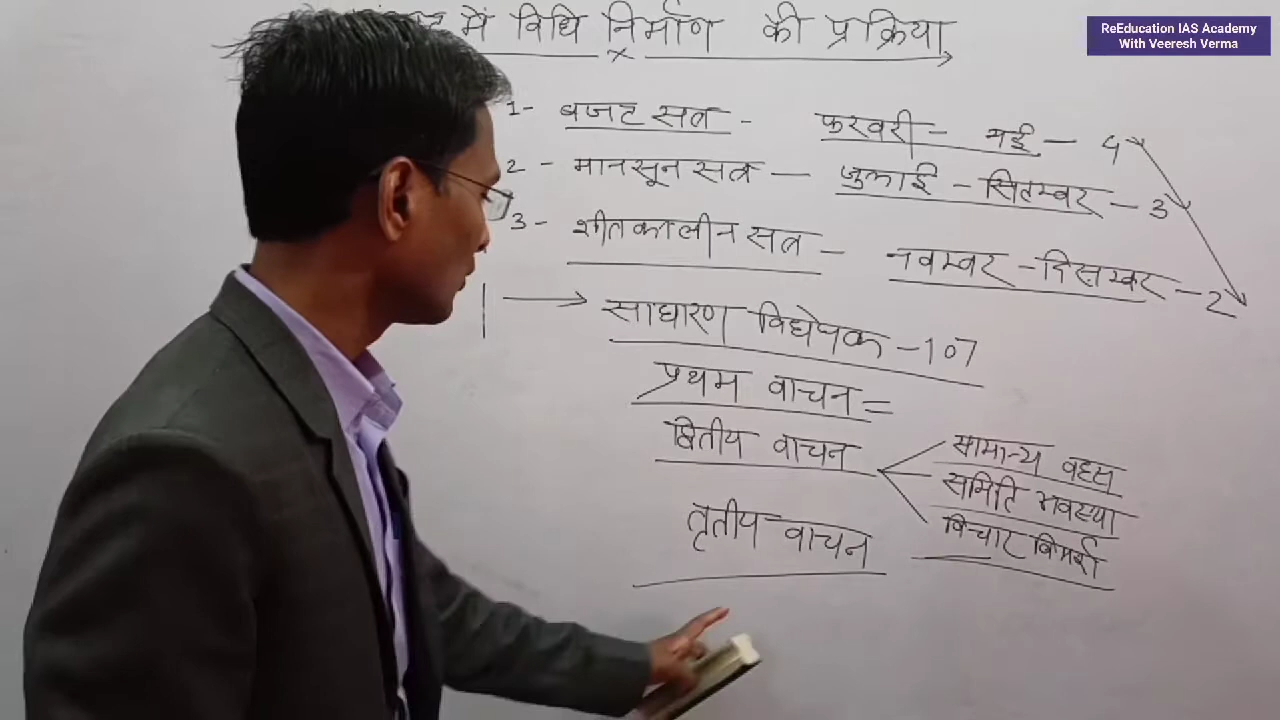 में विधि निर्माण की प्रक्रिया
ReEducation IAS Academy
With Veeresh Verma
1- बजट सत्र - फरवरी - मई - 4
2 - मानसून सत्र - जुलाई - सितम्बर - 3
3 - शीतकालीन सत्र - नवम्बर - दिसम्बर - 2
साधारण विधेयक - 107
प्रथम वाचन =
द्वितीय वाचन
सामान्य बहस
समिति अवस्था
विचार विमर्श
तृतीय वाचन